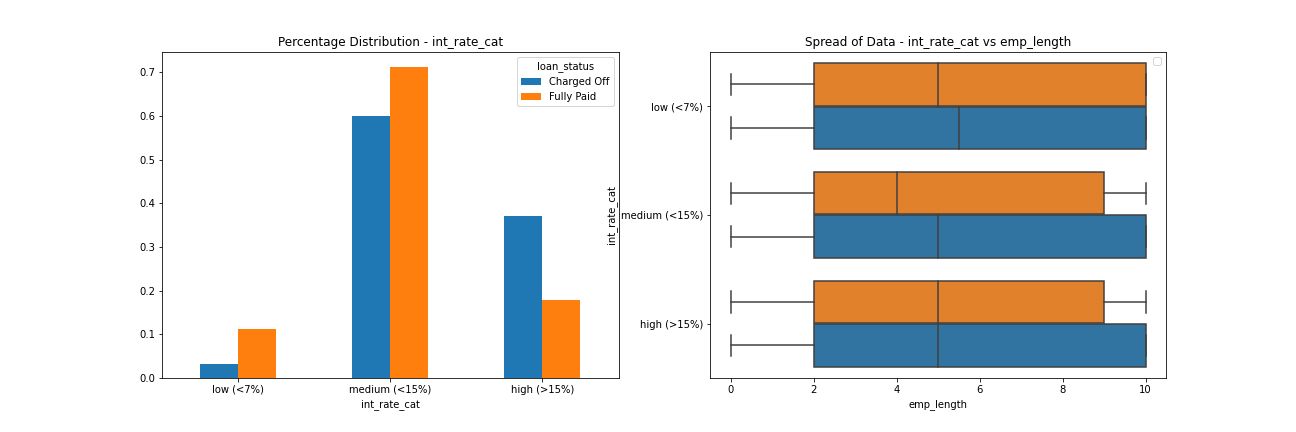 Percentage Distribution - int_rate_cat
loan_status
Charged Off
Fully Paid
0.7
0.6
0.5
0.4
0.3
0.2
0.1
0.0
low (<7%)
medium (<15%)
high (>15%)
int_rate_cat
Spread of Data - int_rate_cat vs emp_length
int_rate_cat
low (<7%)
medium (<15%)
high (>15%)
0
2
4
6
8
10
emp_length